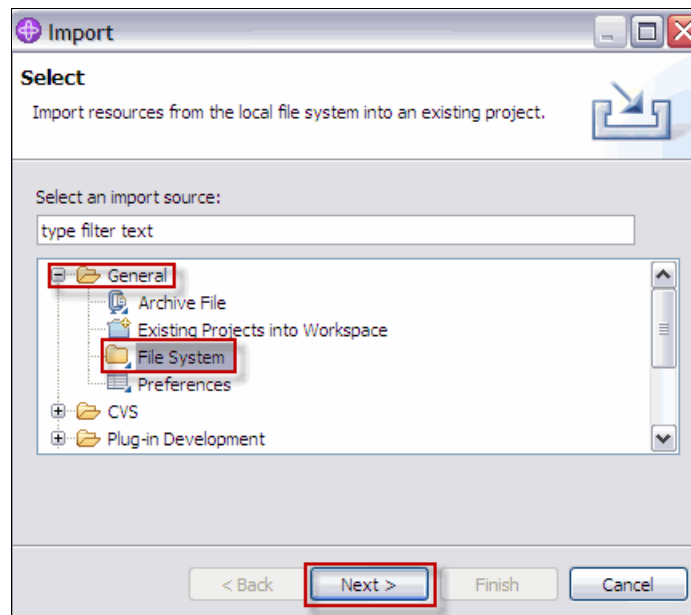 Import
Select
Import resources from the local file system into an existing project.
Select an import source:
type filter text
General
Archive File
Existing Projects into Workspace
File System
Preferences
CVS
Plug-in Development
< Back Next > Finish Cancel